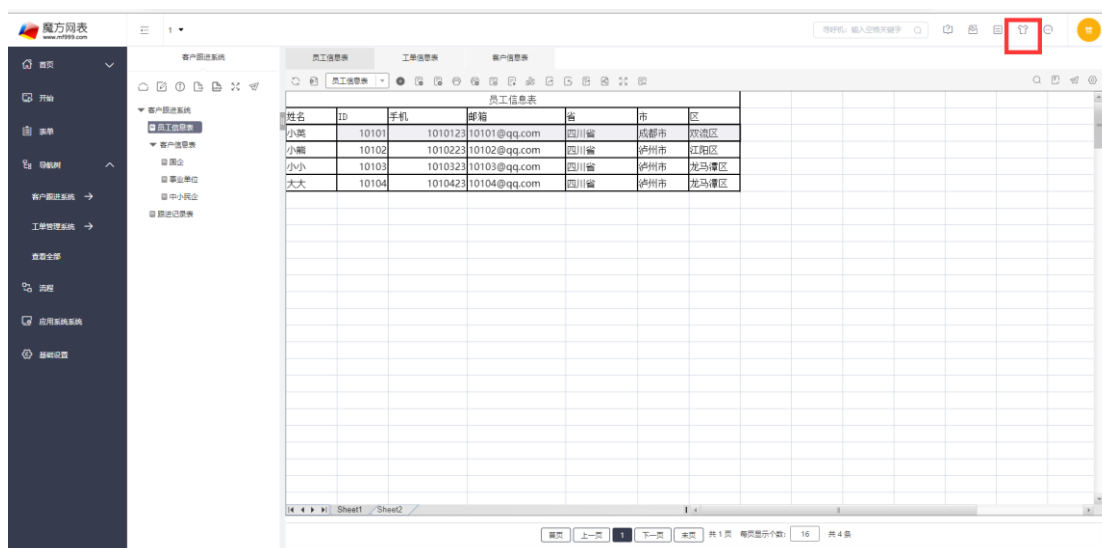 魔方网表
www.mf999.com
1
您好机，输入空格关键字
首页
开始
表单
导航树
客户跟进系统
工单管理系统
查看全部
流程
应用系统系统
基础设置
客户跟进系统
客户跟进系统
员工信息表
客户信息表
国企
事业单位
中小民企
跟进记录表
员工信息表 工单信息表 客户信息表
员工信息表
员工信息表
姓名 ID 手机 邮箱 省 市 区
小英 10101 1010123 10101@qq.com 四川省 成都市 双流区
小熊 10102 1010223 10102@qq.com 四川省 泸州市 江阳区
小小 10103 1010323 10103@qq.com 四川省 泸州市 龙马潭区
大大 10104 1010423 10104@qq.com 四川省 泸州市 龙马潭区
Sheet1 Sheet2
首页 上一页 1 下一页 末页 共1页 每页显示个数: 16 共4条